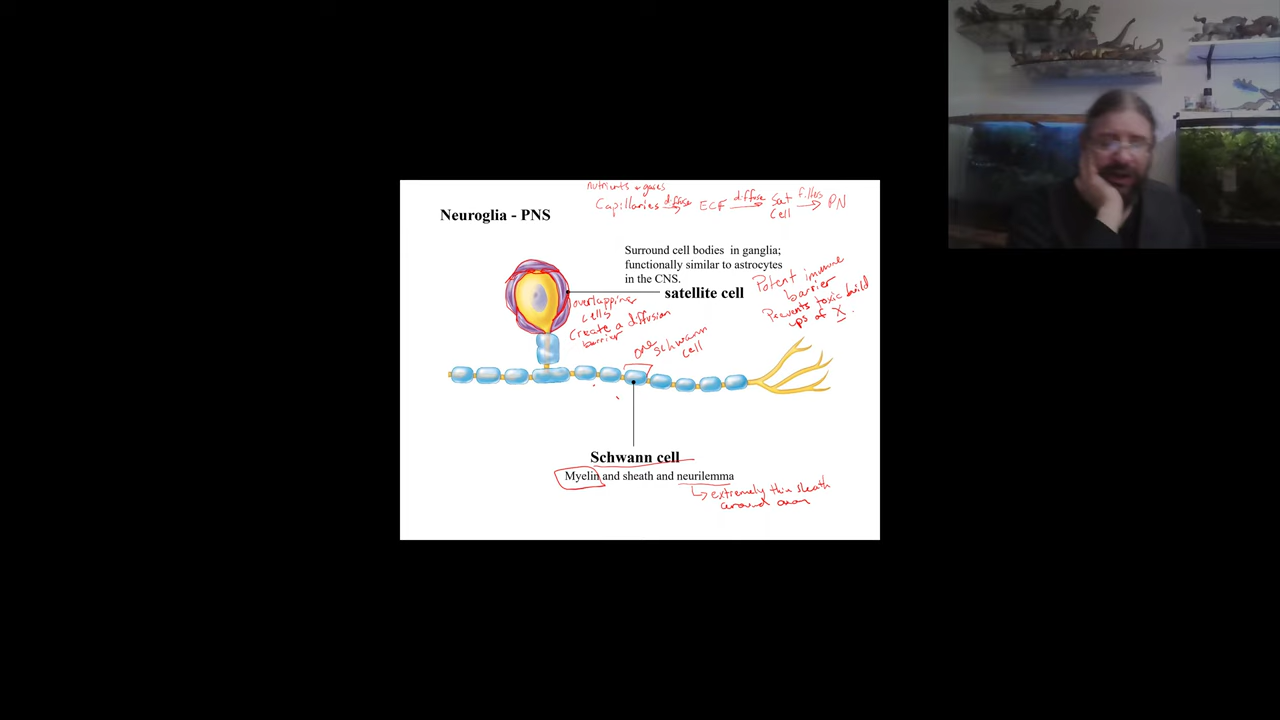 nutrients + gases
Capillaries diffuse → ECF diffuse → Sat Cell filters → PN
Neuroglia - PNS
Surround cell bodies in ganglia;
functionally similar to astrocytes
in the CNS.
satellite cell
Potent immune
barrier
Prevents toxic build
ups of X.
overlapping
cells
Create a diffusion
barrier
one schwann
cell
Schwann cell
Myelin and sheath and neurilemma
extremely thin sheath
around axon